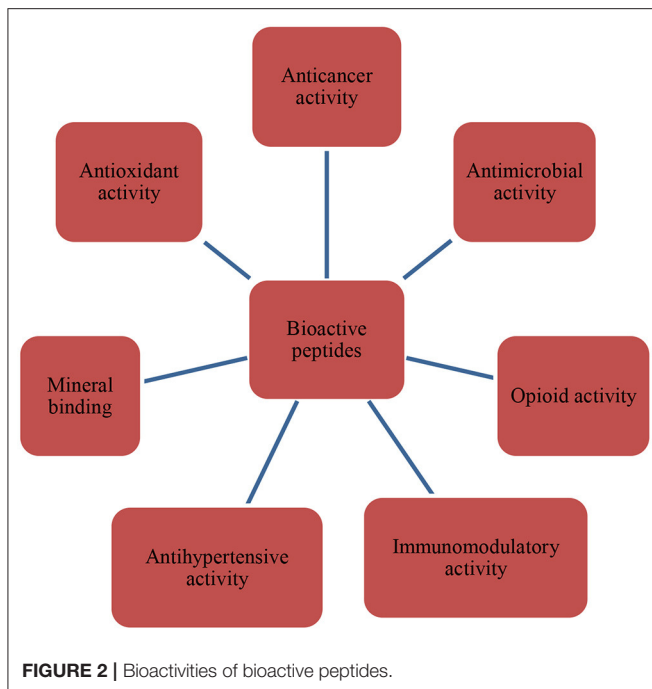 Anticancer
activity
Antioxidant
activity
Antimicrobial
activity
Bioactive
peptides
Mineral
binding
Opioid activity
Antihypertensive
activity
Immunomodulatory
activity
FIGURE 2 | Bioactivities of bioactive peptides.